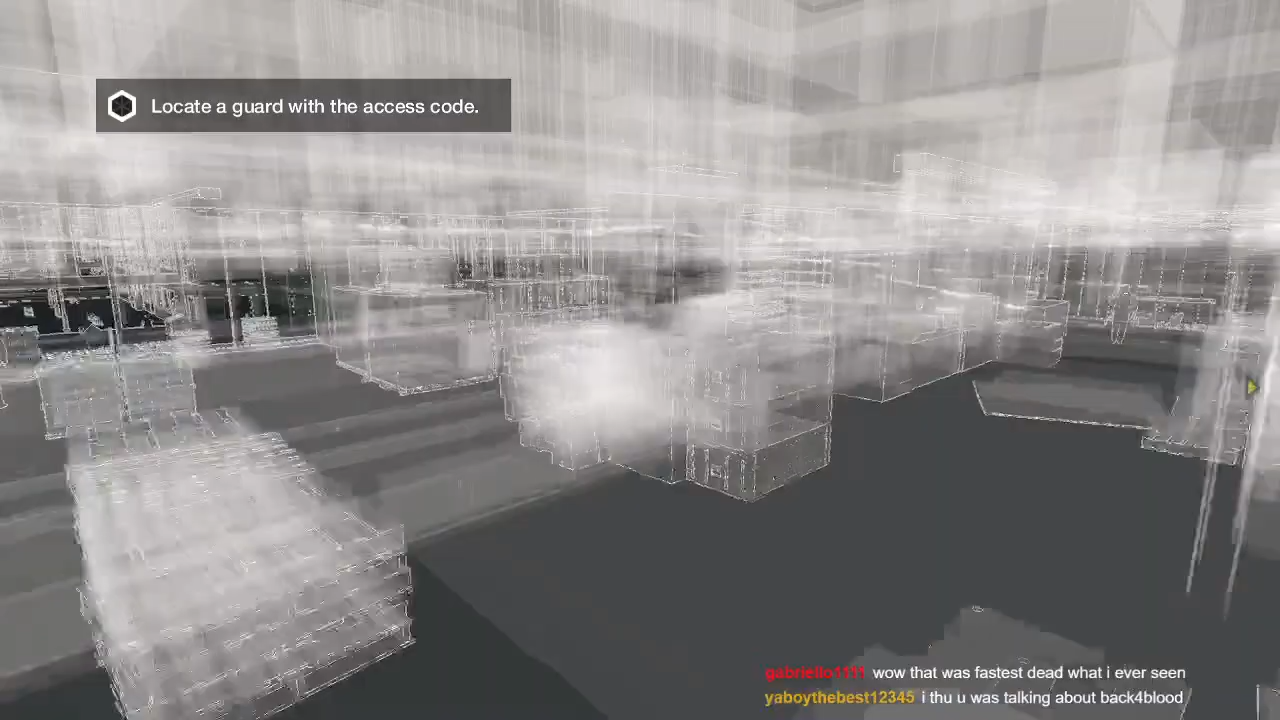 Locate a guard with the access code.
gabriello1111 wow that was fastest dead what i ever seen
yaboythebest12345 i thu u was talking about back4blood